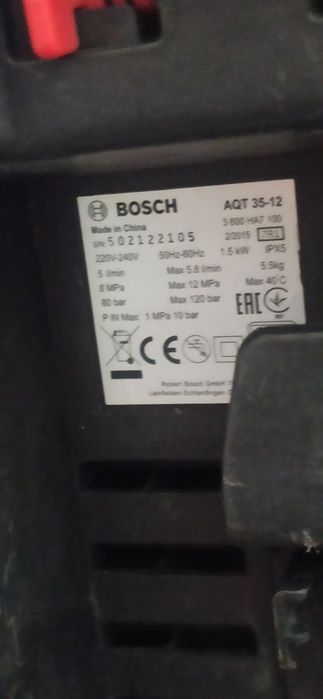 BOSCH AQT 35-12
Made in China 3 600 HA7 100
S/N 502122105 2/2015 ZRL
220V-240V 50Hz-60Hz 1.5 kW IPX5
5 l/min Max 5.8 l/min 5.5kg
8 MPa Max 12 MPa Max 40 C
80 bar Max 120 bar
P IN Max: 1 MPa 10 bar
EAC
CE
Robert Bosch GmbH
Leinfelden-Echterdingen